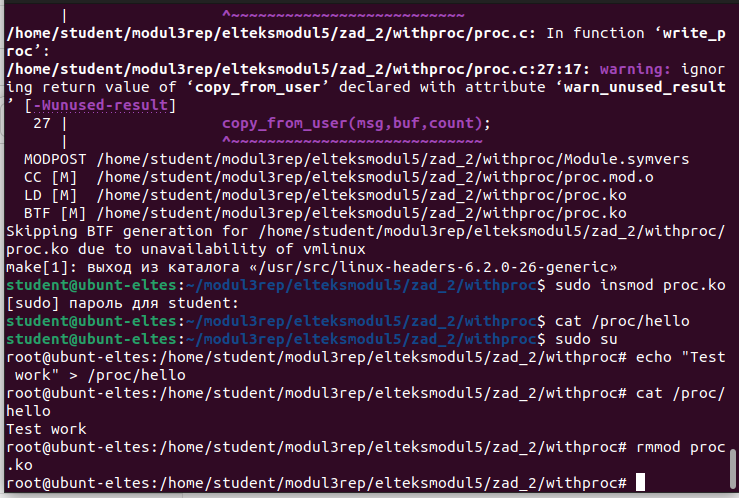 |                 ^~~~~~~~~~~~~~~~~~~~~~~~~~~
/home/student/modul3rep/elteksmodul5/zad_2/withproc/proc.c: In function ‘write_p
roc’:
/home/student/modul3rep/elteksmodul5/zad_2/withproc/proc.c:27:17: warning: ignor
ing return value of ‘copy_from_user’ declared with attribute ‘warn_unused_result
’ [-Wunused-result]
   27 |                 copy_from_user(msg,buf,count);
      |                 ^~~~~~~~~~~~~~~~~~~~~~~~~~~~~
  MODPOST /home/student/modul3rep/elteksmodul5/zad_2/withproc/Module.symvers
  CC [M]  /home/student/modul3rep/elteksmodul5/zad_2/withproc/proc.mod.o
  LD [M]  /home/student/modul3rep/elteksmodul5/zad_2/withproc/proc.ko
  BTF [M] /home/student/modul3rep/elteksmodul5/zad_2/withproc/proc.ko
Skipping BTF generation for /home/student/modul3rep/elteksmodul5/zad_2/withproc/
proc.ko due to unavailability of vmlinux
make[1]: выход из каталога «/usr/src/linux-headers-6.2.0-26-generic»
student@ubunt-eltes:~/modul3rep/elteksmodul5/zad_2/withproc$ sudo insmod proc.ko
[sudo] пароль для student:
student@ubunt-eltes:~/modul3rep/elteksmodul5/zad_2/withproc$ cat /proc/hello
student@ubunt-eltes:~/modul3rep/elteksmodul5/zad_2/withproc$ sudo su
root@ubunt-eltes:/home/student/modul3rep/elteksmodul5/zad_2/withproc# echo "Test
 work" > /proc/hello
root@ubunt-eltes:/home/student/modul3rep/elteksmodul5/zad_2/withproc# cat /proc/
hello
Test work
root@ubunt-eltes:/home/student/modul3rep/elteksmodul5/zad_2/withproc# rmmod proc
.ko
root@ubunt-eltes:/home/student/modul3rep/elteksmodul5/zad_2/withproc#